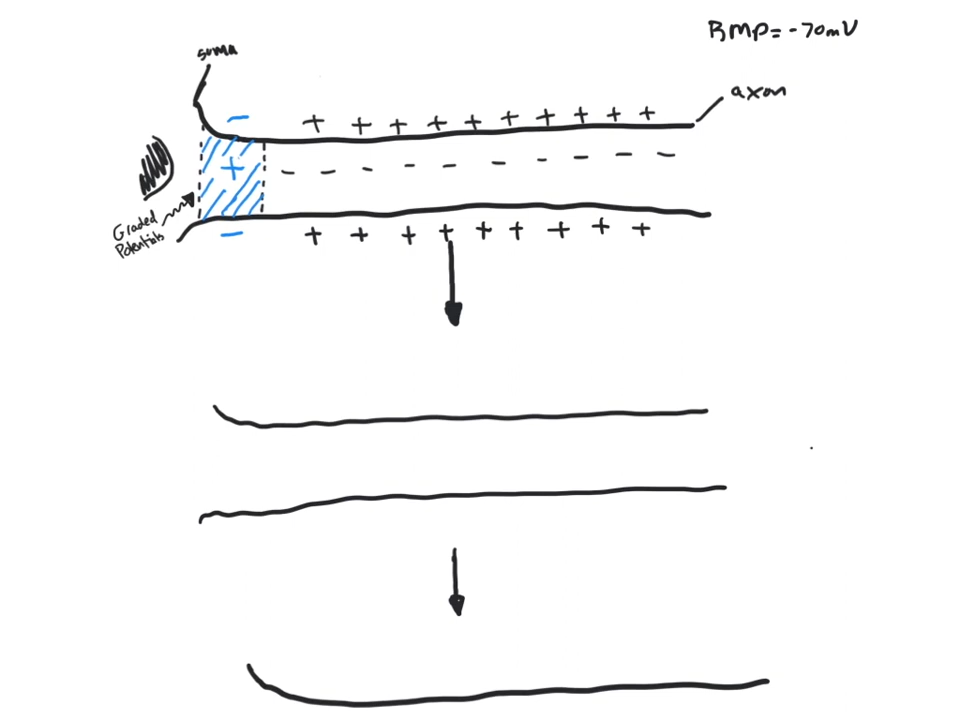 RMP=-70mV
soma
axon
- + + + + + + + + + +
+ - - - - - - - - - - -
Graded
Potentials
- + + + + + + + + +